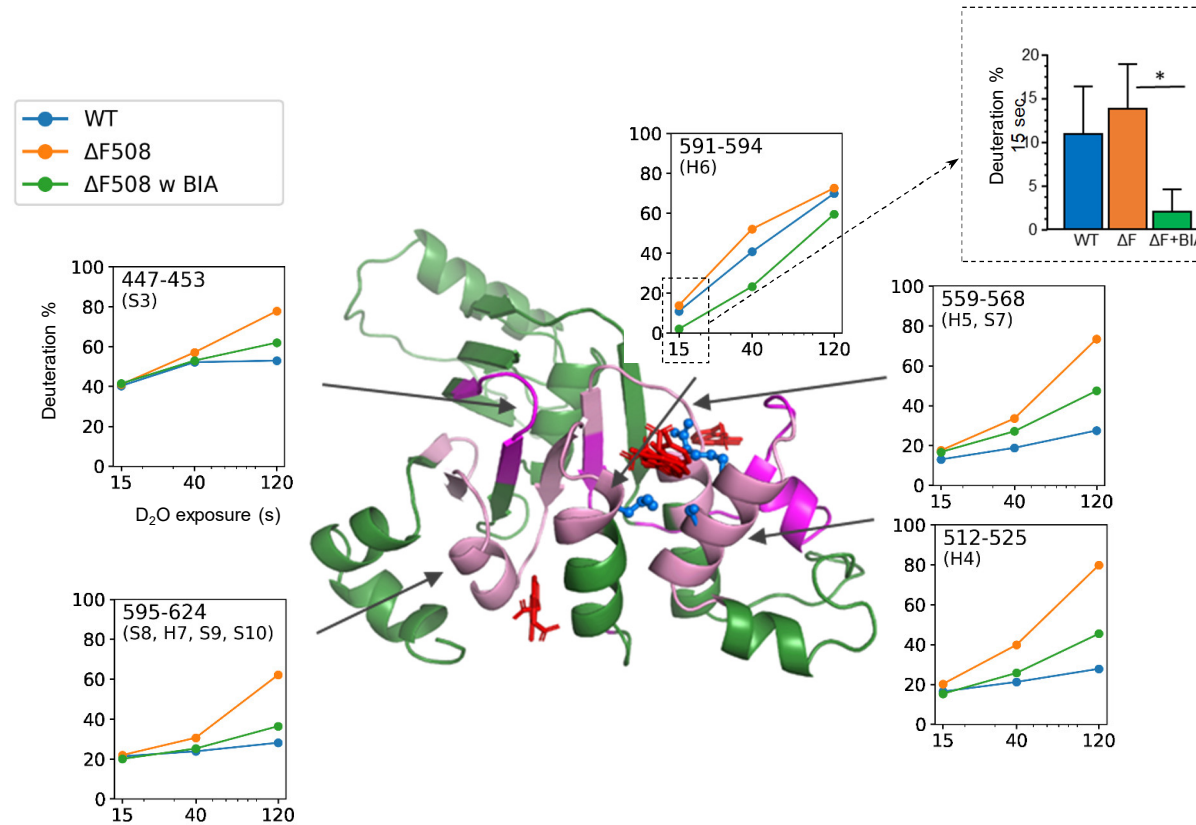 WT
ΔF508
ΔF508 w BIA
Deuteration %
15 sec
20
15
10
5
0
*
WT ΔF ΔF+BIA
591-594
(H6)
100
80
60
40
20
0
15 40 120
447-453
(S3)
Deuteration %
100
80
60
40
20
0
15 40 120
D₂O exposure (s)
559-568
(H5, S7)
100
80
60
40
20
0
15 40 120
512-525
(H4)
100
80
60
40
20
0
15 40 120
595-624
(S8, H7, S9, S10)
100
80
60
40
20
0
15 40 120